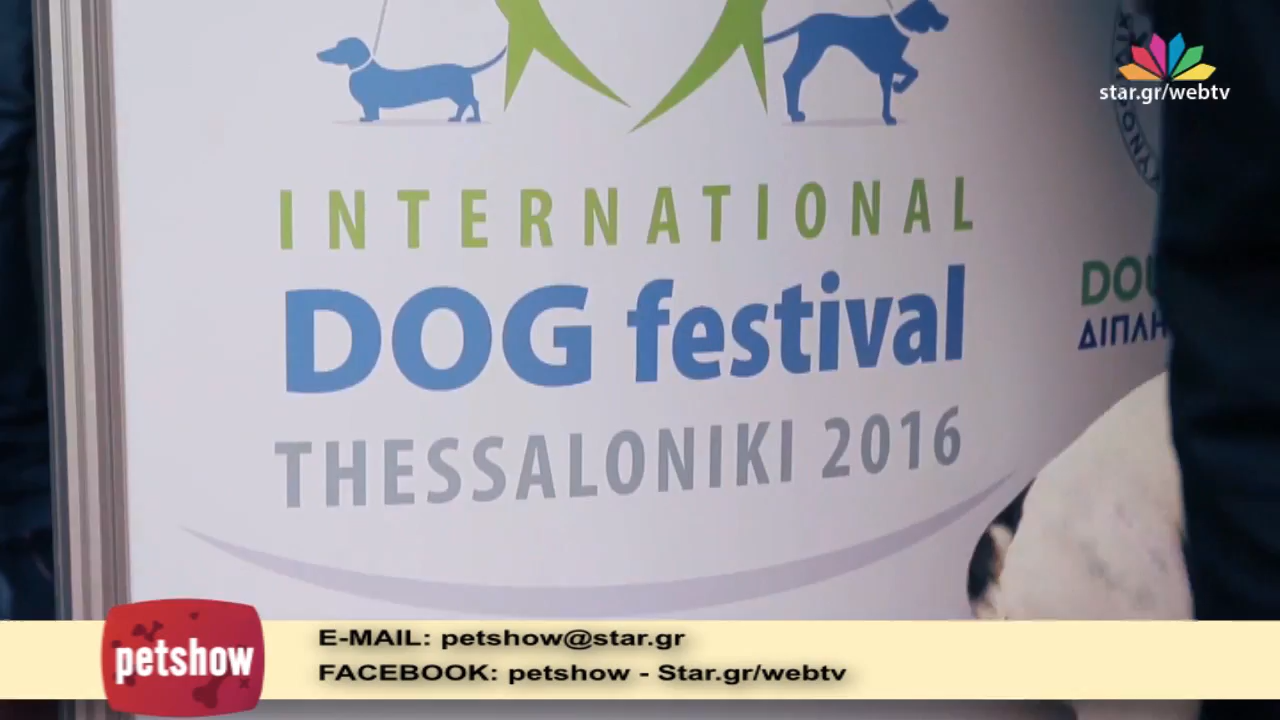 star.gr/webtv
INTERNATIONAL
DOG festival
THESSALONIKI 2016
petshow
E-MAIL: petshow@star.gr
FACEBOOK: petshow - Star.gr/webtv